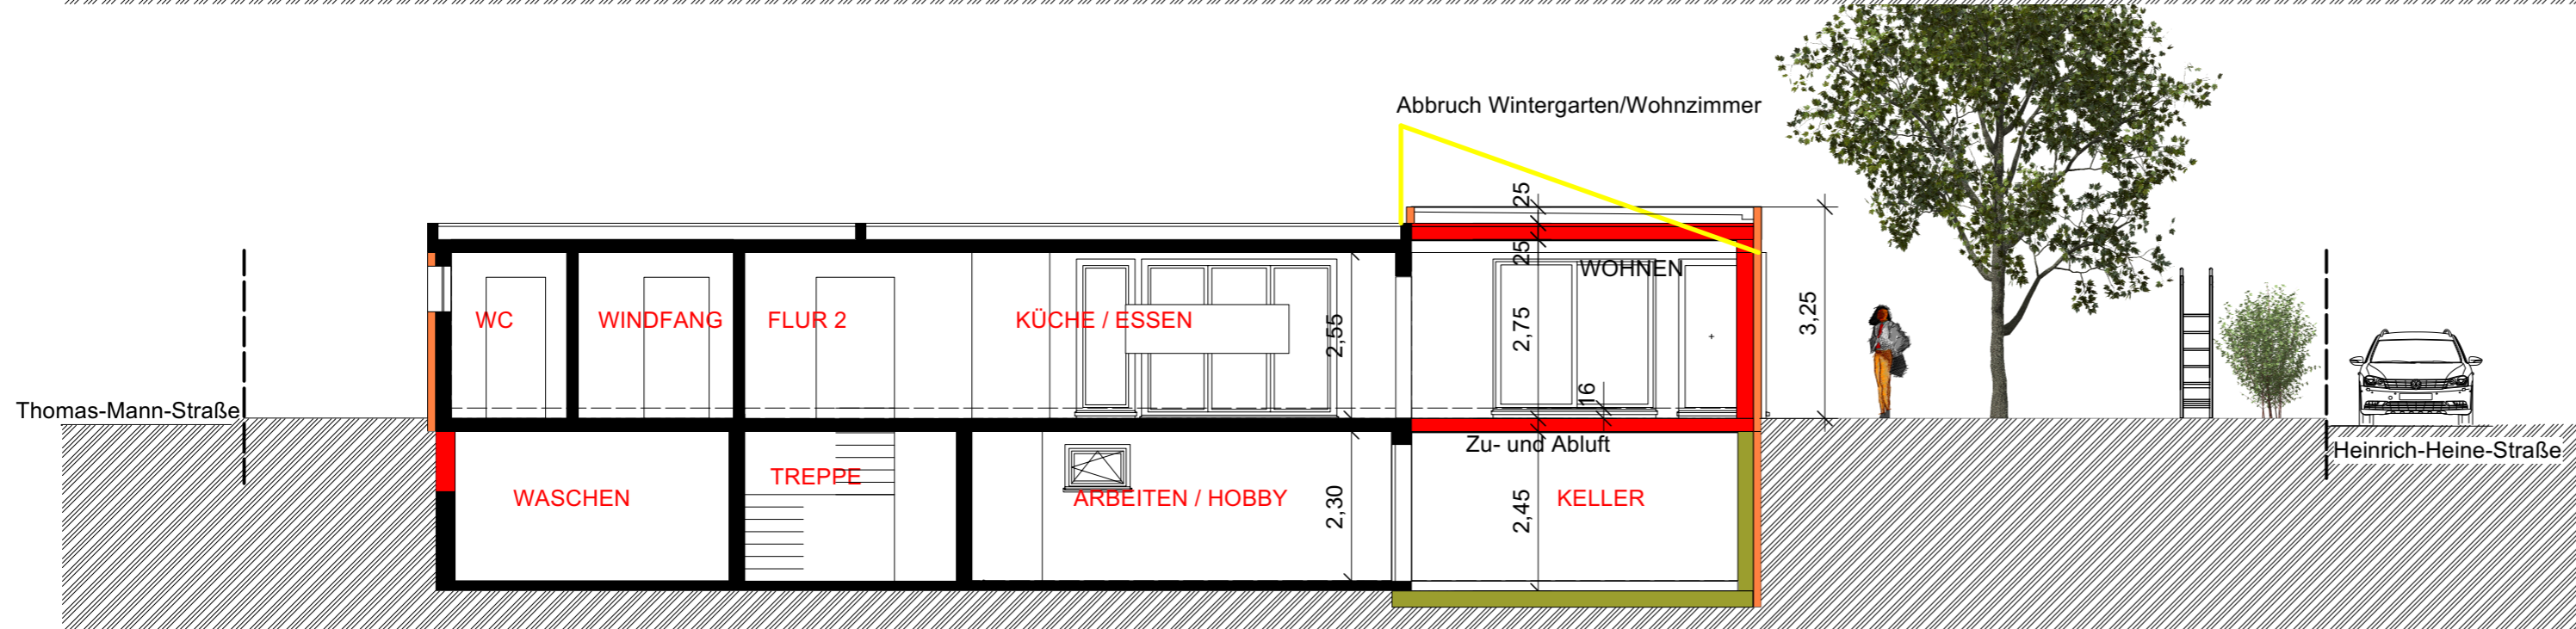 Abbruch Wintergarten/Wohnzimmer
25
25
WOHNEN
WC
WINDFANG
FLUR 2
KÜCHE / ESSEN
2,55
2,75
3,25
16
Thomas-Mann-Straße
Zu- und Abluft
Heinrich-Heine-Straße
TREPPE
WASCHEN
ARBEITEN / HOBBY
2,30
2,45
KELLER